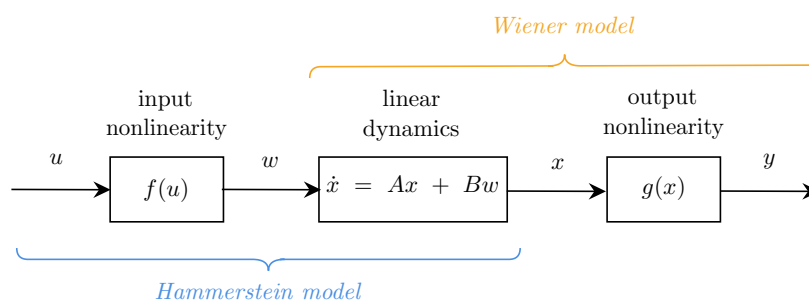 Wiener model
input
nonlinearity
linear
dynamics
output
nonlinearity
u
f(u)
w
ẋ = Ax + Bw
x
g(x)
y
Hammerstein model